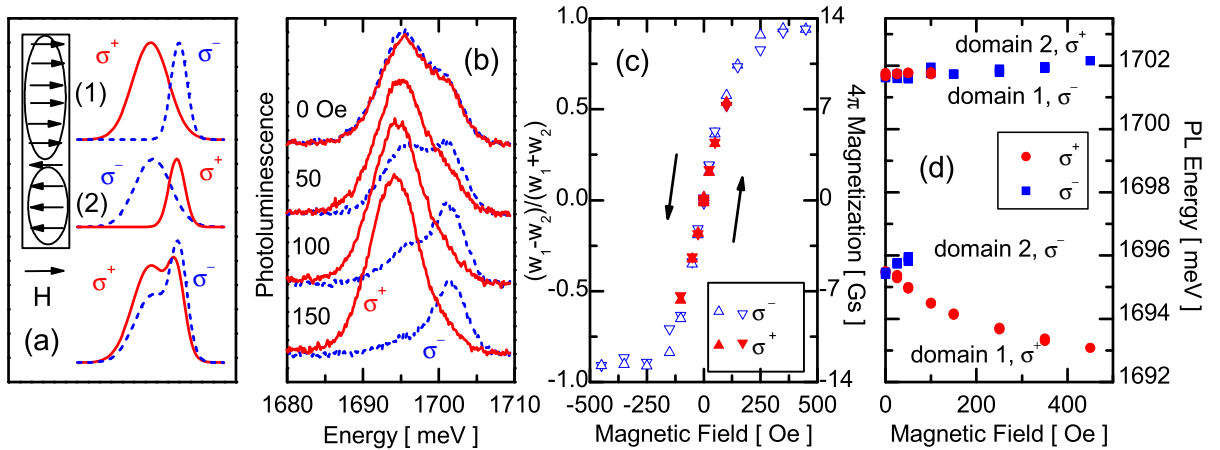 σ+
σ−
(1)
σ−
σ+
(2)
H
σ+
σ−
(a)
(b)
0 Oe
50
100
150
σ+
σ−
Photoluminescence
1680 1690 1700 1710
Energy [ meV]
(c)
1.0
0.5
0.0
-0.5
-1.0
(w1-w2)/(w1+w2)
14
7
0
-7
-14
4π Magnetization [ Gs]
σ−
σ+
-500 -250 0 250 500
Magnetic Field [ Oe]
domain 2, σ+
domain 1, σ−
(d)
σ+
σ−
domain 2, σ−
domain 1, σ+
1702
1700
1698
1696
1694
1692
PL Energy [ meV]
0 200 400
Magnetic Field [ Oe]